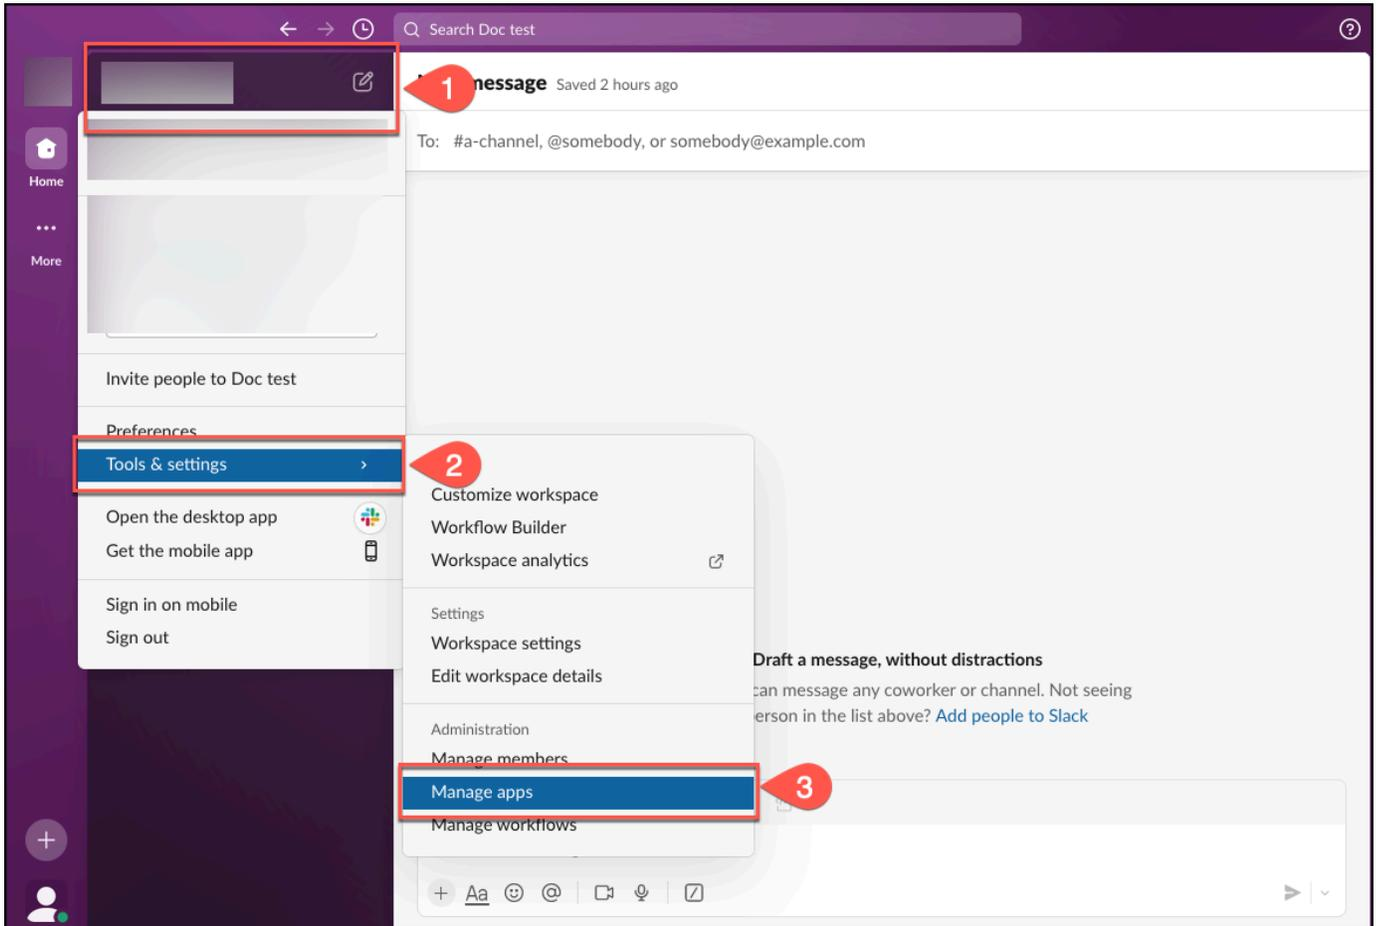 Search Doc test
1
message Saved 2 hours ago
To: #a-channel, @somebody, or somebody@example.com
Home
More
Invite people to Doc test
Preferences
Tools & settings
2
Open the desktop app
Get the mobile app
Sign in on mobile
Sign out
Customize workspace
Workflow Builder
Workspace analytics
Settings
Workspace settings
Edit workspace details
Administration
Manage members
Manage apps
3
Manage workflows
Draft a message, without distractions
can message any coworker or channel. Not seeing
erson in the list above? Add people to Slack
Aa